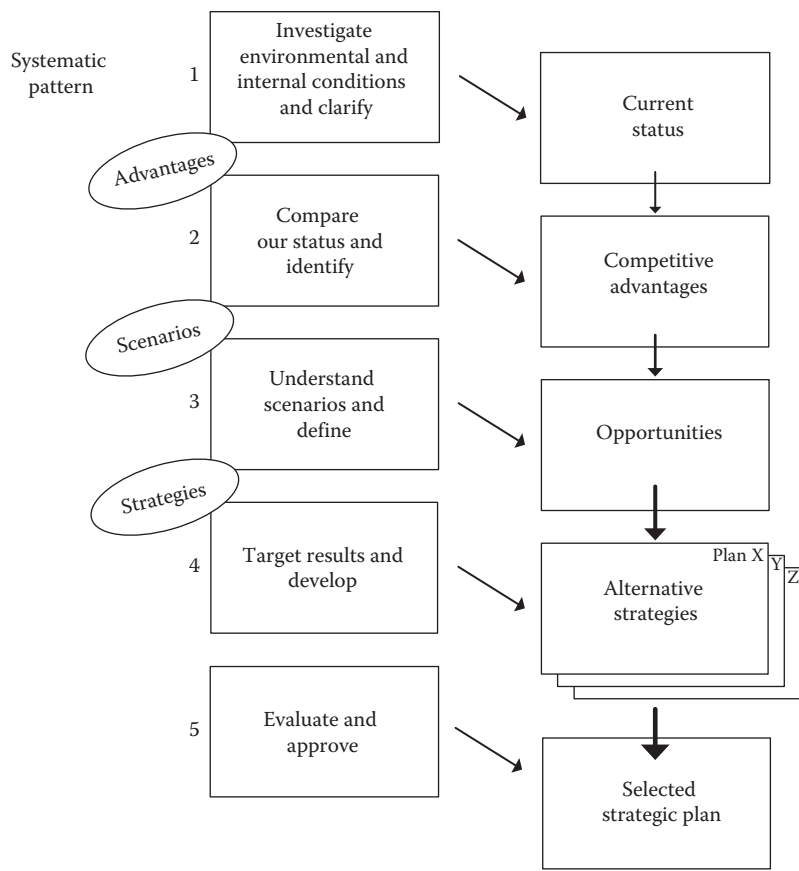 Systematic
pattern
1
Investigate
environmental and
internal conditions
and clarify
Current
status
Advantages
2
Compare
our status and
identify
Competitive
advantages
Scenarios
3
Understand
scenarios and
define
Opportunities
Strategies
4
Target results and
develop
Plan X
Y
Z
Alternative
strategies
5
Evaluate and
approve
Selected
strategic plan